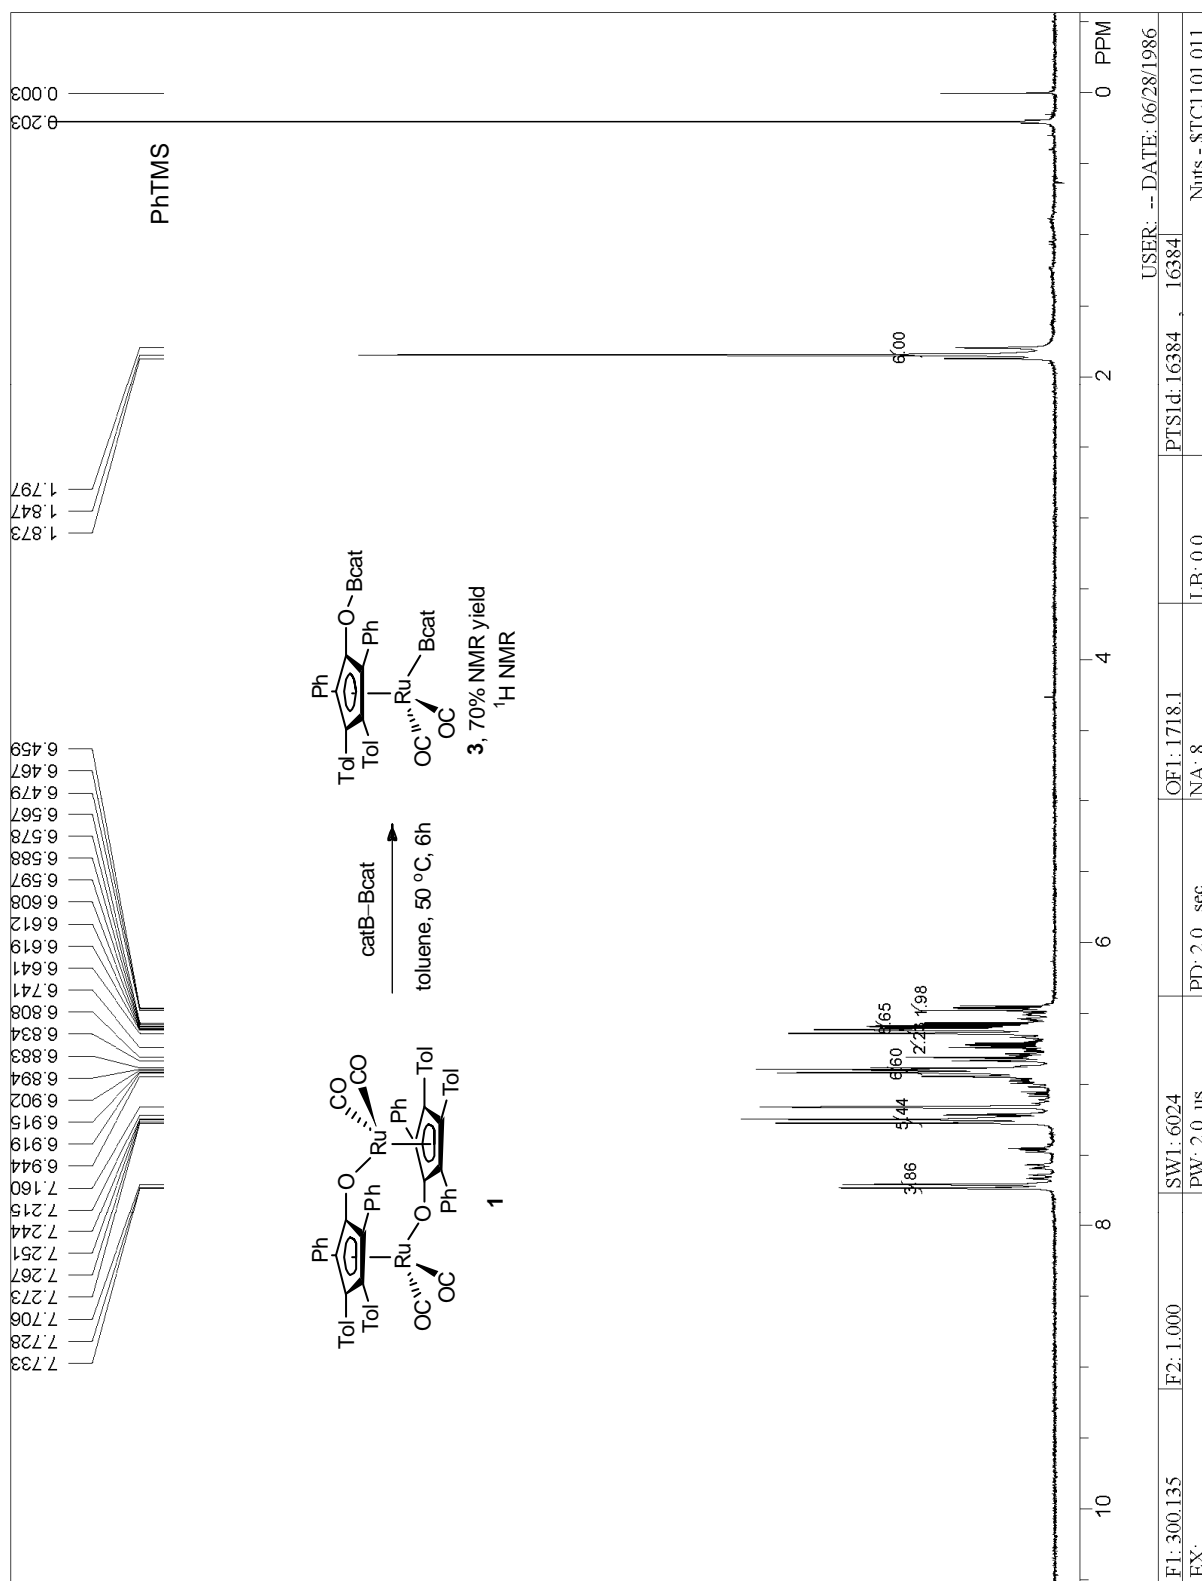 7.733
7.728
7.706
7.273
7.267
7.251
7.244
7.215
7.160
6.944
6.919
6.915
6.902
6.894
6.883
6.834
6.808
6.741
6.641
6.619
6.612
6.608
6.597
6.588
6.578
6.567
6.479
6.467
6.459
1.873
1.847
1.797
0.203
0.003
PhTMS
Ph
O
Tol
Tol
Ph
Ru
OC
OC
CO
CO
Ru
O
Ph
Ph
Tol
Tol
1
catB–Bcat
toluene, 50 °C, 6h
Ph
O
Bcat
Tol
Tol
Ph
Ru
Bcat
OC
OC
3, 70% NMR yield
¹H NMR
3.86
5.44
6.60
2.23
1.98
6.00
10
8
6
4
2
0
PPM
USER: -- DATE: 06/28/1986
F1: 300.135
F2: 1.000
SW1: 6024
OF1: 1718.1
PTS1d: 16384 , 16384
EX:
PW: 2.0 us
PD: 2.0 sec
NA: 8
LB: 0.0
Nuts - $TC1101.011